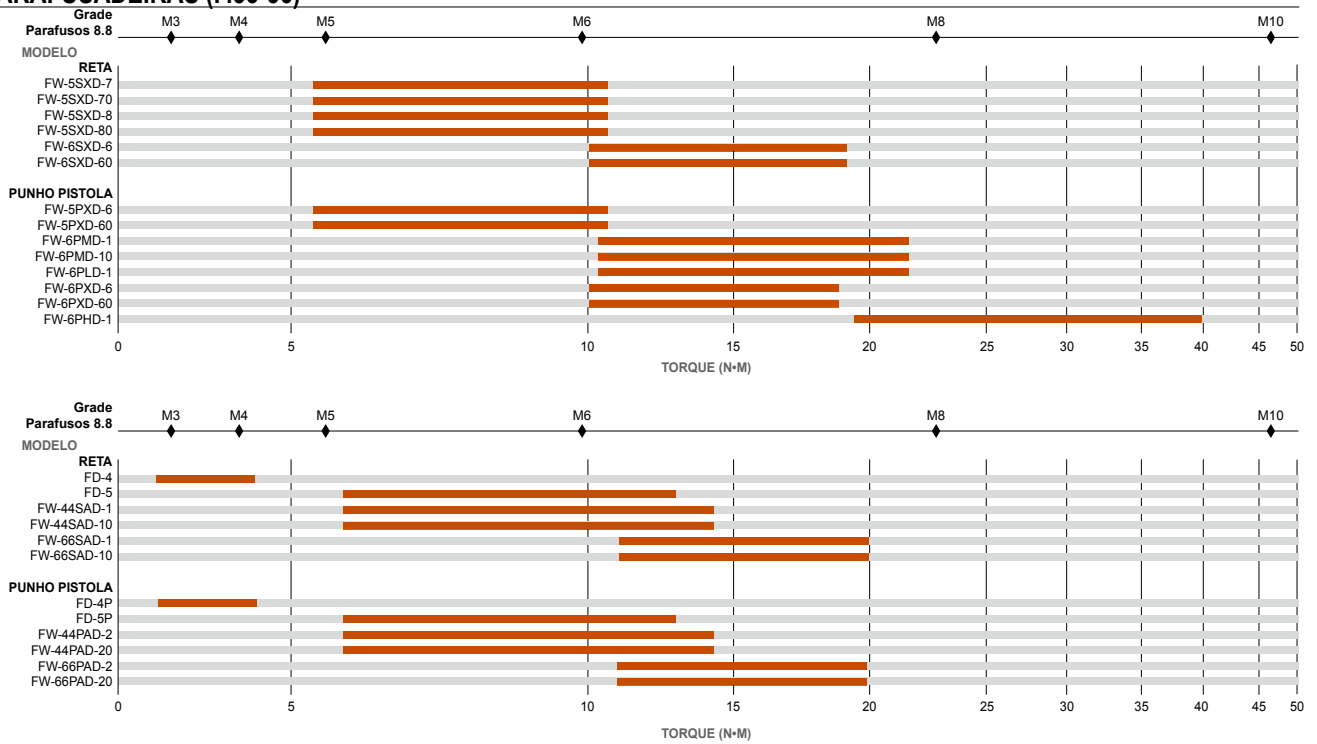 Grade M3 M4 M5 M6 M8 M10
Parafusos 8.8
MODELO
RETA
FW-5SXD-7
FW-5SXD-70
FW-5SXD-8
FW-5SXD-80
FW-6SXD-6
FW-6SXD-60
PUNHO PISTOLA
FW-5PXD-6
FW-5PXD-60
FW-6PMD-1
FW-6PMD-10
FW-6PLD-1
FW-6PXD-6
FW-6PXD-60
FW-6PHD-1
0 5 10 15 20 25 30 35 40 45 50
TORQUE (N•M)
Grade M3 M4 M5 M6 M8 M10
Parafusos 8.8
MODELO
RETA
FD-4
FD-5
FW-44SAD-1
FW-44SAD-10
FW-66SAD-1
FW-66SAD-10
PUNHO PISTOLA
FD-4P
FD-5P
FW-44PAD-2
FW-44PAD-20
FW-66PAD-2
FW-66PAD-20
0 5 10 15 20 25 30 35 40 45 50
TORQUE (N•M)